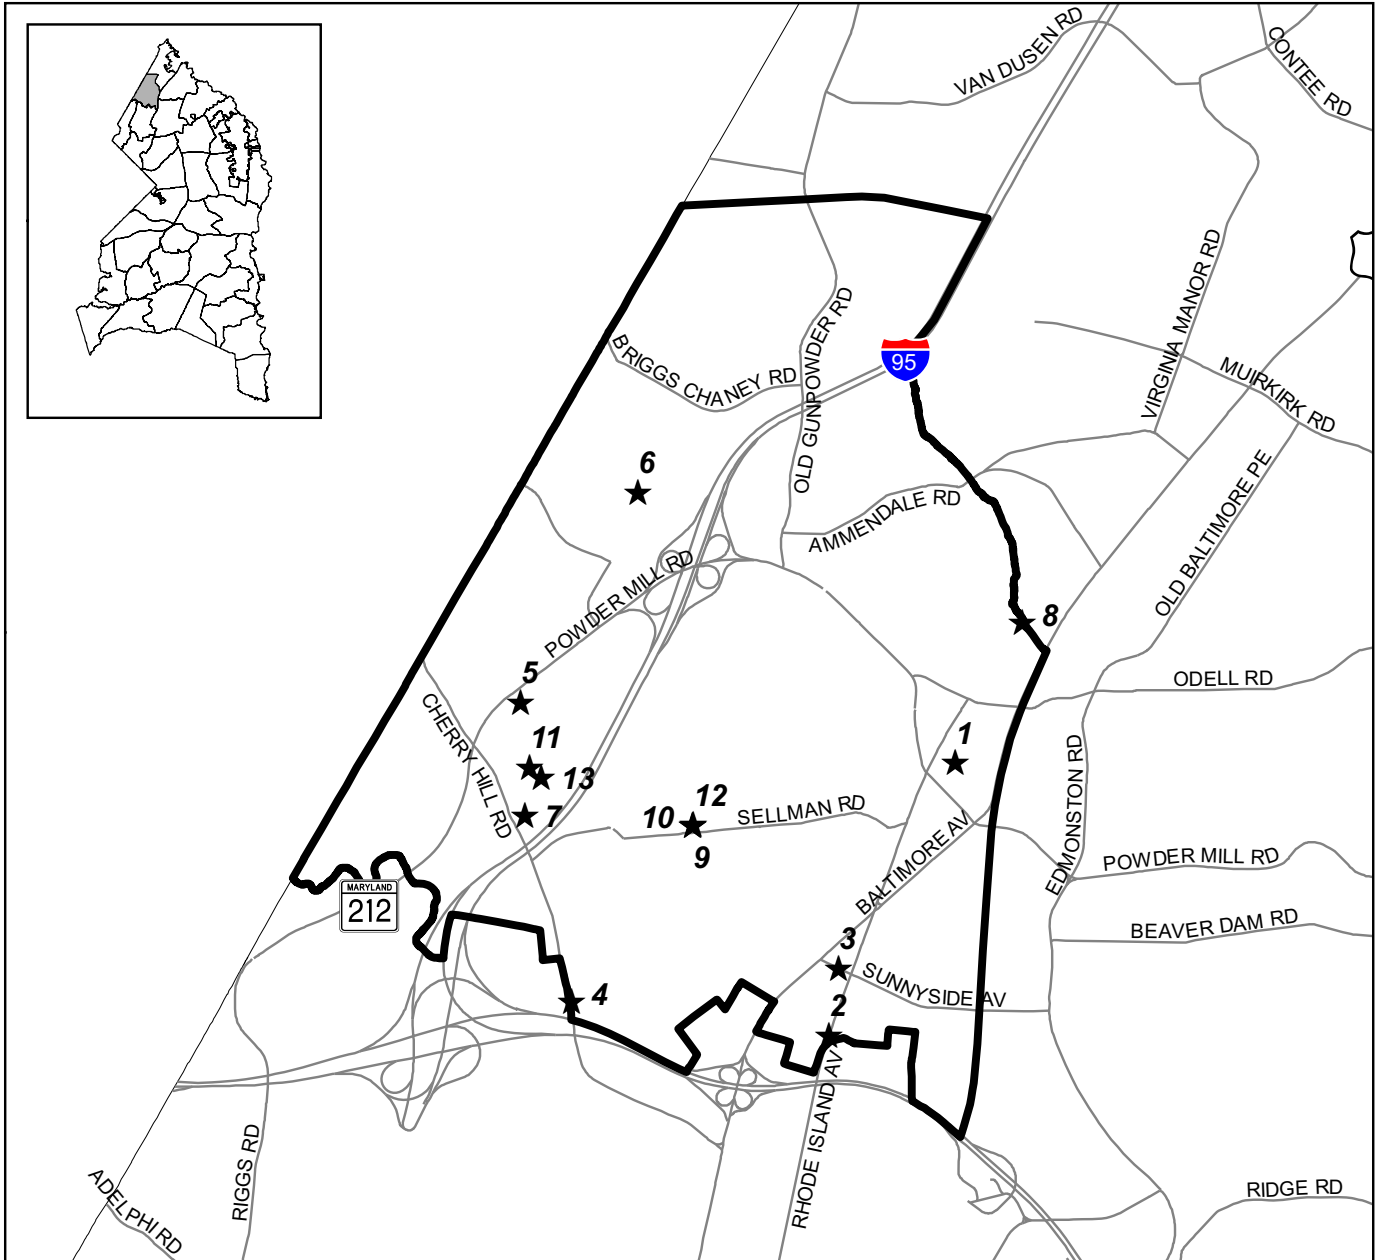 VAN DUSEN RD
CONTEE RD
VIRGINIA MANOR RD
OLD GUNPOWDER RD
BRIGGS CHANEY RD
95
MUIRKIRK RD
6
AMMENDALE RD
OLD BALTIMORE PE
POWDER MILL RD
8
5
ODELL RD
CHERRY HILL RD
11
1
13
EDMONSTON RD
12
10
SELLMAN RD
7
9
BALTIMORE AV
POWDER MILL RD
MARYLAND
212
BEAVER DAM RD
3
SUNNYSIDE AV
4
2
RHODE ISLAND AV
RIGGS RD
ADELPHI RD
RIDGE RD